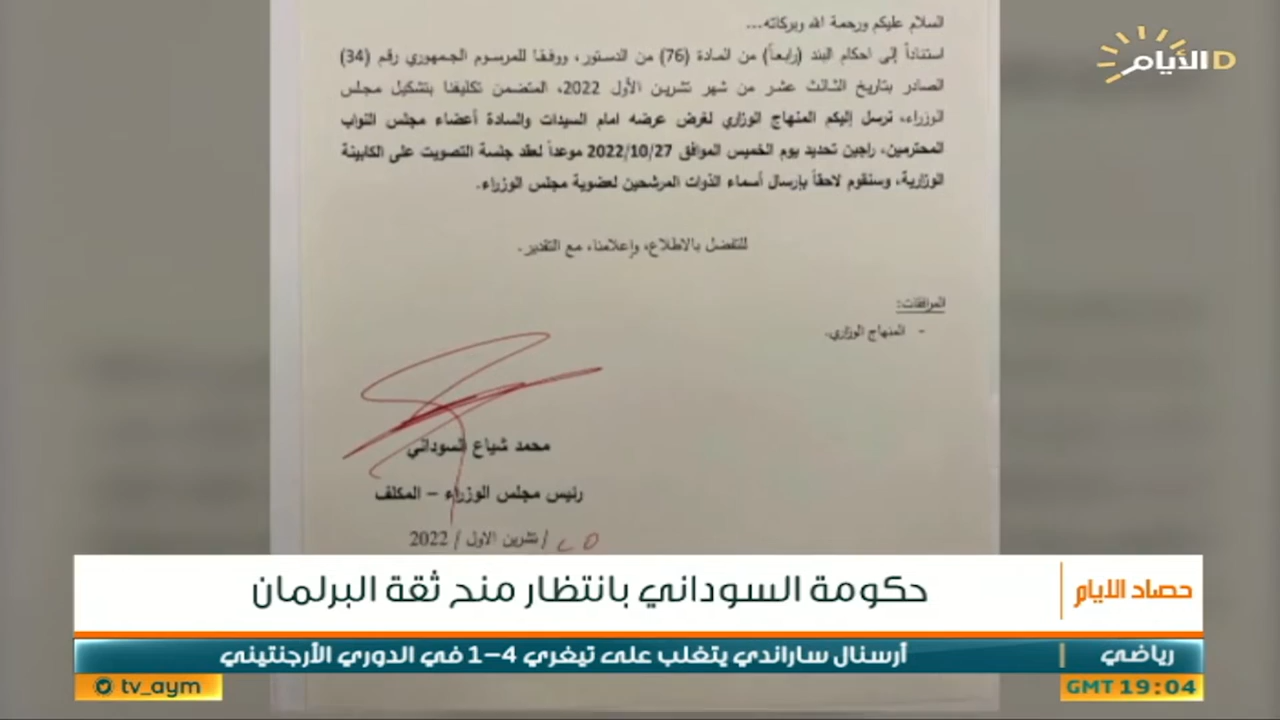 السلام عليكم ورحمة الله وبركاته...
استناداً إلى احكام البند (رابعاً) من المادة (76) من الدستور، ووفقا للمرسوم الجمهوري رقم (34)
الصادر بتاريخ الثالث عشر من شهر تشرين الأول 2022، المتضمن تكليفنا بتشكيل مجلس
الوزراء، نرسل إليكم المنهاج الوزاري لغرض عرضه امام السيدات والسادة أعضاء مجلس النواب
المحترمين، راجين تحديد يوم الخميس الموافق 2022/10/27 موعداً لعقد جلسة التصويت على الكابينة
الوزارية، وسنقوم لاحقاً بإرسال أسماء الذوات المرشحين لعضوية مجلس الوزراء.
للتفضل بالاطلاع، وإعلامنا، مع التقدير.
المرافقات:
- المنهاج الوزاري.
محمد شياع السوداني
رئيس مجلس الوزراء – المكلف
٢٥ / تشرين الاول / 2022
الأيام D
حصاد الايام
حكومة السوداني بانتظار منح ثقة البرلمان
رياضي
أرسنال ساراندي يتغلب على تيغري 4–1 في الدوري الأرجنتيني
tv_aym
GMT 19:04